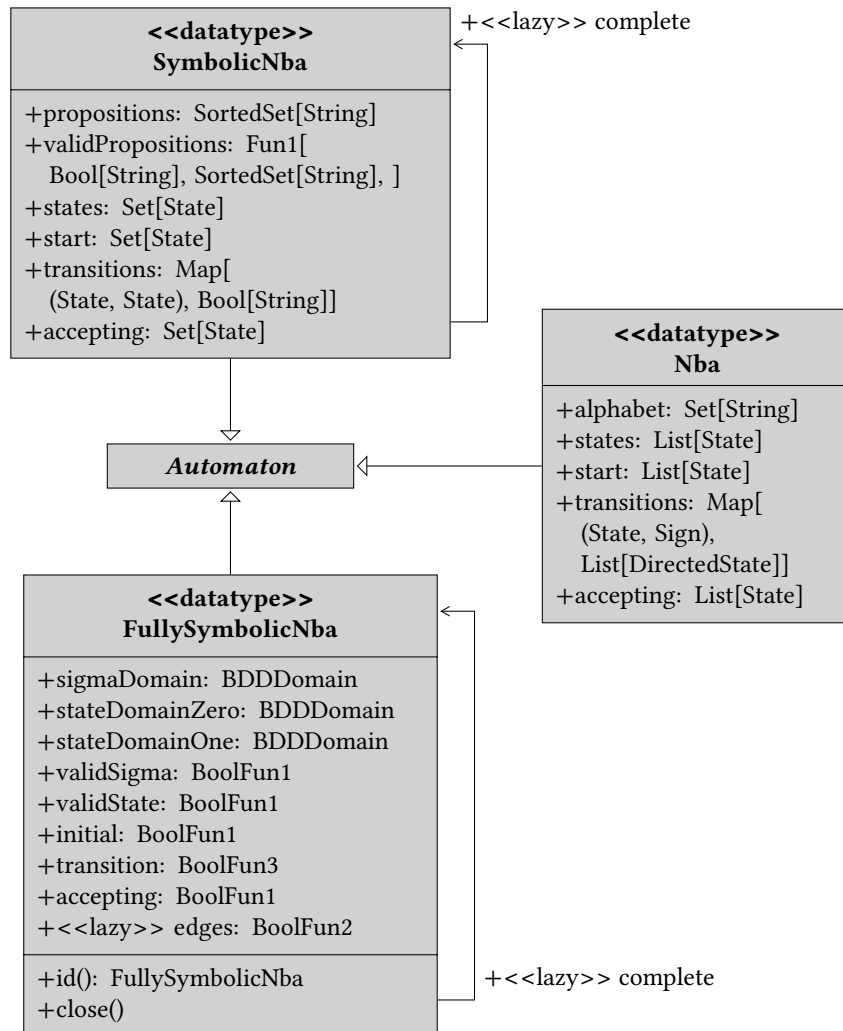 <<datatype>>
SymbolicNba
+<<lazy>> complete
+propositions: SortedSet[String]
+validPropositions: Fun1[
Bool[String], SortedSet[String], ]
+states: Set[State]
+start: Set[State]
+transitions: Map[
(State, State), Bool[String]]
+accepting: Set[State]
<<datatype>>
Nba
+alphabet: Set[String]
+states: List[State]
+start: List[State]
+transitions: Map[
(State, Sign),
List[DirectedState]]
+accepting: List[State]
Automaton
<<datatype>>
FullySymbolicNba
+sigmaDomain: BDDDomain
+stateDomainZero: BDDDomain
+stateDomainOne: BDDDomain
+validSigma: BoolFun1
+validState: BoolFun1
+initial: BoolFun1
+transition: BoolFun3
+accepting: BoolFun1
+<<lazy>> edges: BoolFun2
+id(): FullySymbolicNba
+close()
+<<lazy>> complete